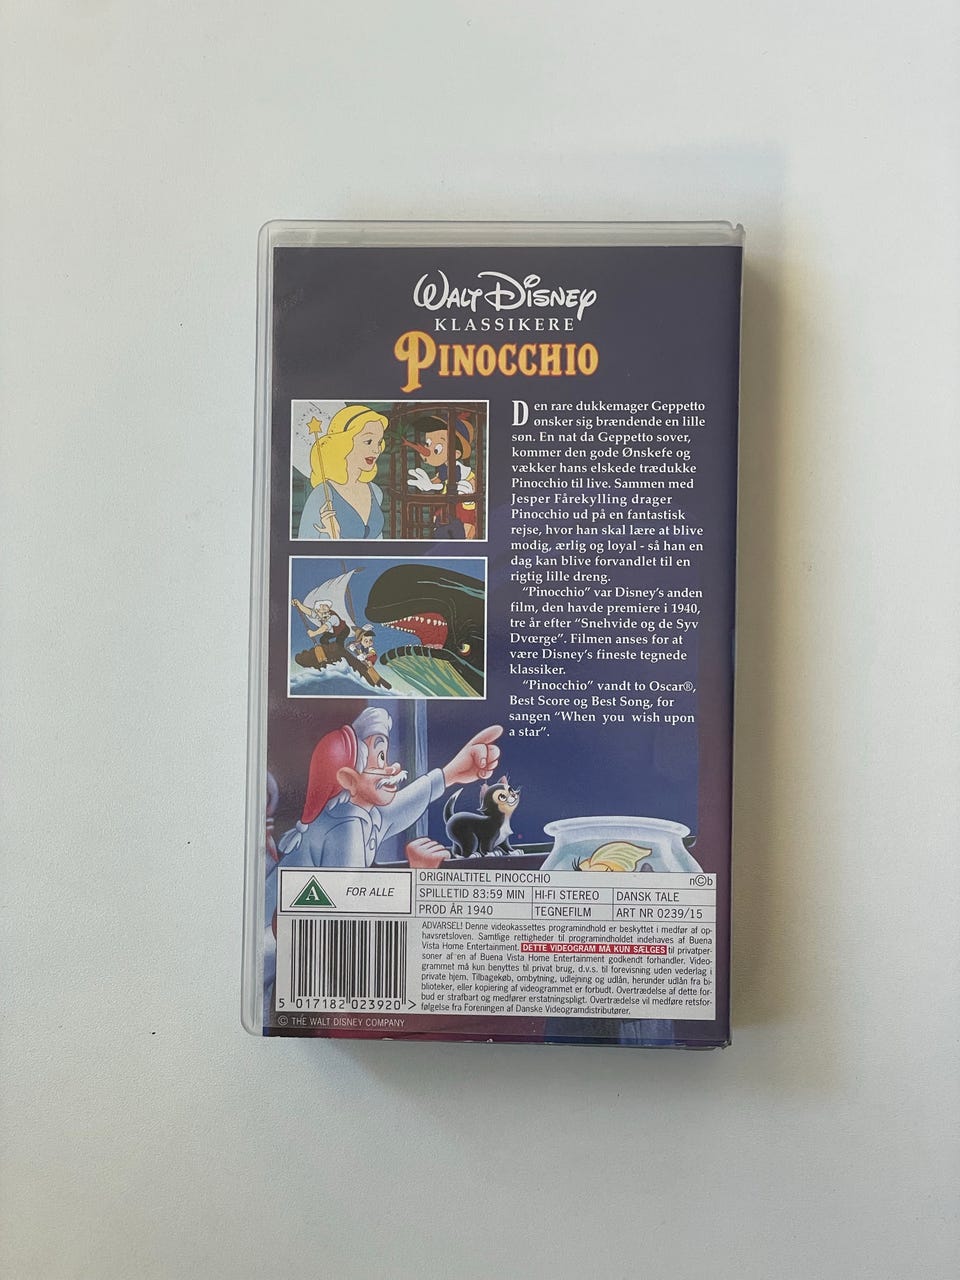 WALT DISNEY
KLASSIKERE
PINOCCHIO
Den rare dukkemager Geppetto
ønsker sig brændende en lille
søn. En nat da Geppetto sover,
kommer den gode Ønskefe og
vækker hans elskede trædukke
Pinocchio til live. Sammen med
Jesper Fårekylling drager
Pinocchio ud på en fantastisk
rejse, hvor han skal lære at blive
modig, ærlig og loyal - så han en
dag kan blive forvandlet til en
rigtig lille dreng.
"Pinocchio" var Disney's anden
film, den havde premiere i 1940,
tre år efter "Snehvide og de Syv
Dværge". Filmen anses for at
være Disney's fineste tegnede
klassiker.
"Pinocchio" vandt to Oscar®,
Best Score og Best Song, for
sangen "When you wish upon
a star".
A FOR ALLE
ORIGINALTITEL PINOCCHIO n©b
SPILLETID 83:59 MIN HI-FI STEREO DANSK TALE
PROD ÅR 1940 TEGNEFILM ART NR 0239/15
ADVARSEL! Denne videokassettes programindhold er beskyttet i medfør af op-
havsretsloven. Samtlige rettigheder til programindholdet indehaves af Buena
Vista Home Entertainment. DETTE VIDEOGRAM MÅ KUN SÆLGES til privatper-
soner af en af Buena Vista Home Entertainment godkendt forhandler. Video-
grammet må kun benyttes til privat brug, d.v.s. til forevisning uden vederlag i
private hjem. Tilbagekøb, ombytning, udlejning og udlån, herunder udlån fra bi-
blioteker, eller kopiering af videogrammet er forbudt. Overtrædelse af dette for-
bud er strafbart og medfører erstatningspligt. Overtrædelse vil medføre retsfor-
følgelse fra Foreningen af Danske Videogramdistributører.
5 017182 023920 >
© THE WALT DISNEY COMPANY